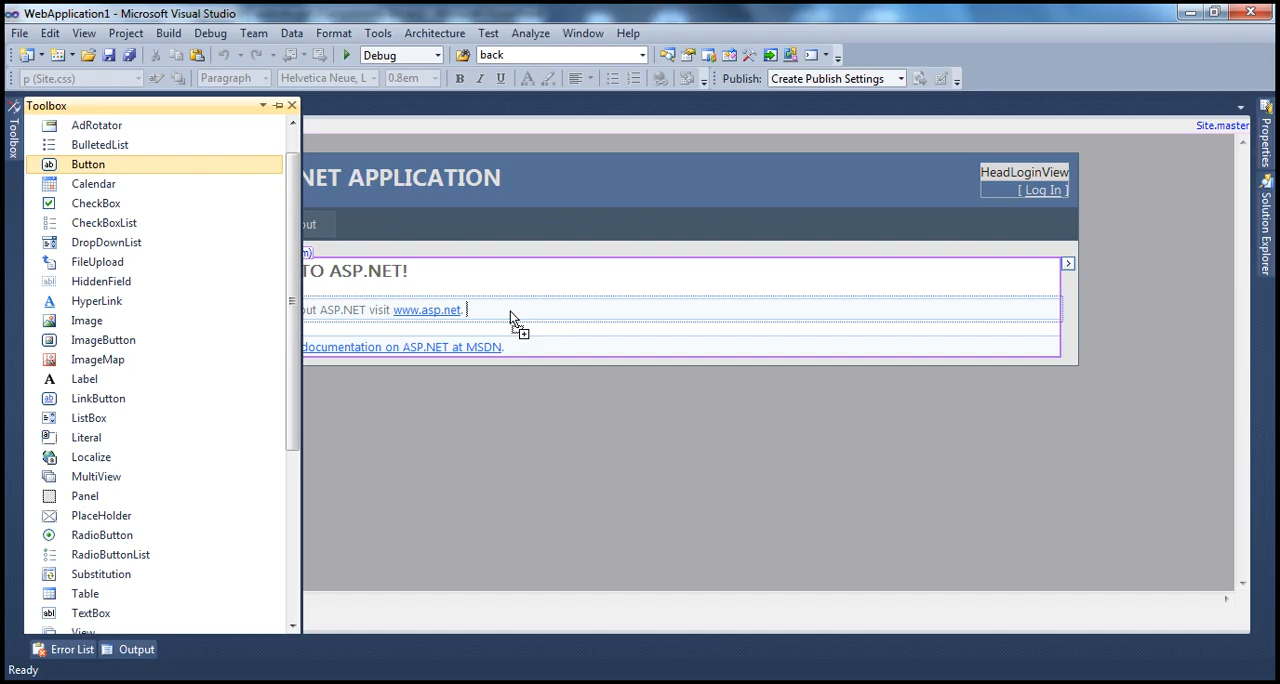 WebApplication1 - Microsoft Visual Studio
File Edit View Project Build Debug Team Data Format Tools Architecture Test Analyze Window Help
Debug back
p (Site.css) Paragraph Helvetica Neue, L 0.8em B I U A Publish: Create Publish Settings
Toolbox
Toolbox
Properties
Solution Explorer
AdRotator
BulletedList
Button
Calendar
CheckBox
CheckBoxList
DropDownList
FileUpload
HiddenField
HyperLink
Image
ImageButton
ImageMap
Label
LinkButton
ListBox
Literal
Localize
MultiView
Panel
PlaceHolder
RadioButton
RadioButtonList
Substitution
Table
TextBox
View
Site.master
NET APPLICATION
HeadLoginView
[ Log In ]
out
m)
TO ASP.NET!
out ASP.NET visit www.asp.net.
documentation on ASP.NET at MSDN.
Error List Output
Ready